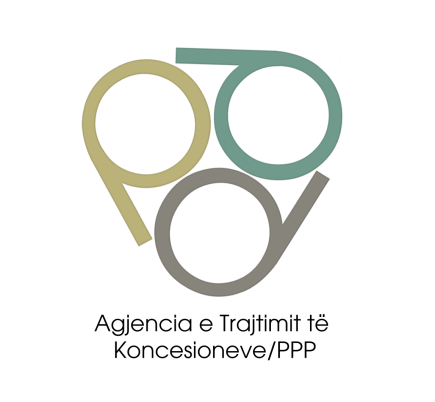 Agjencia e Trajtimit të
Koncesioneve/PPP